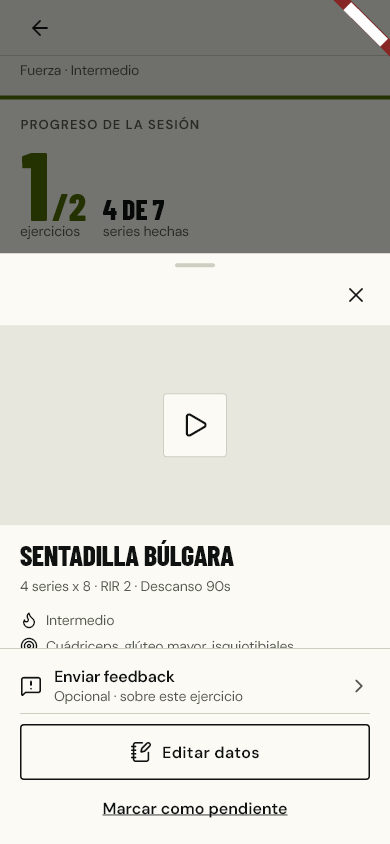 Fuerza · Intermedio
PROGRESO DE LA SESIÓN
1/2
4 DE 7
ejercicios
series hechas
SENTADILLA BÚLGARA
4 series x 8 · RIR 2 · Descanso 90s
Intermedio
Cuádriceps, glúteo mayor, isquiotibiales
Enviar feedback
Opcional · sobre este ejercicio
Editar datos
Marcar como pendiente